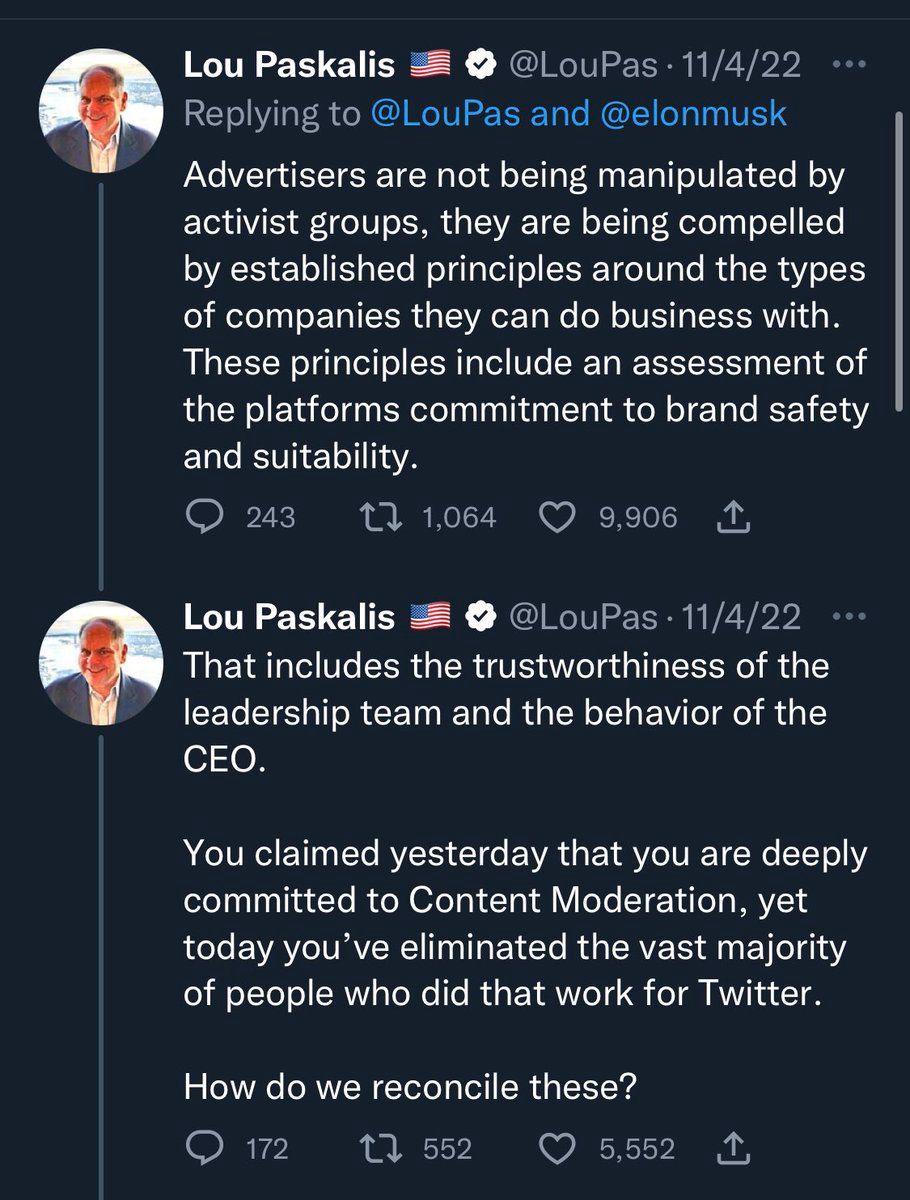 Lou Paskalis 🇺🇸 @LouPas · 11/4/22 •••
Replying to @LouPas and @elonmusk
Advertisers are not being manipulated by
activist groups, they are being compelled
by established principles around the types
of companies they can do business with.
These principles include an assessment of
the platforms commitment to brand safety
and suitability.
243 1,064 9,906
Lou Paskalis 🇺🇸 @LouPas · 11/4/22 •••
That includes the trustworthiness of the
leadership team and the behavior of the
CEO.
You claimed yesterday that you are deeply
committed to Content Moderation, yet
today you’ve eliminated the vast majority
of people who did that work for Twitter.
How do we reconcile these?
172 552 5,552